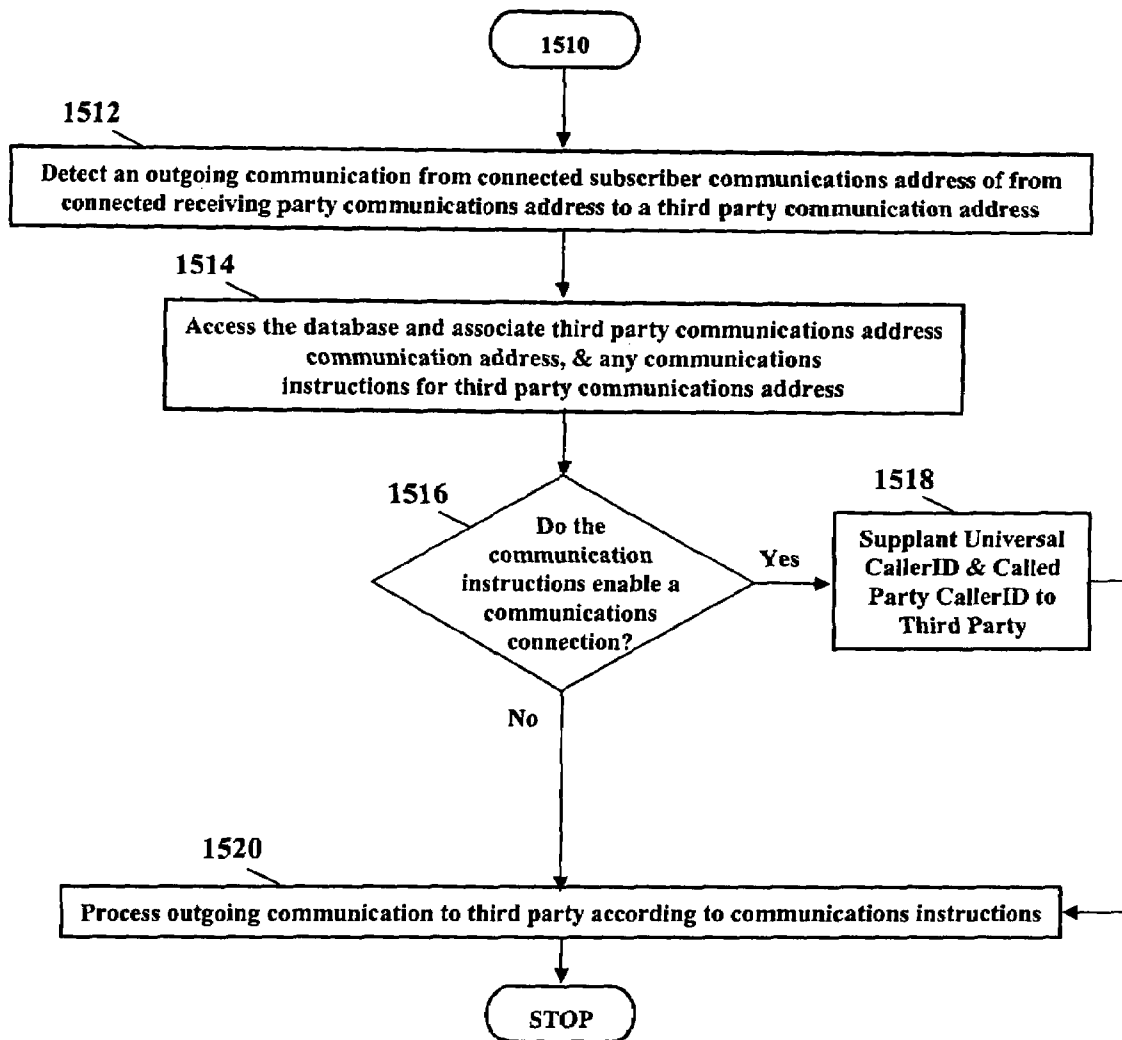 1510
1512
Detect an outgoing communication from connected subscriber communications address of from
connected receiving party communications address to a third party communication address
1514
Access the database and associate third party communications address
communication address, & any communications
instructions for third party communications address
1516
Do the
communication
instructions enable a
communications
connection?
Yes
1518
Supplant Universal
CallerID & Called
Party CallerID to
Third Party
No
1520
Process outgoing communication to third party according to communications instructions
STOP